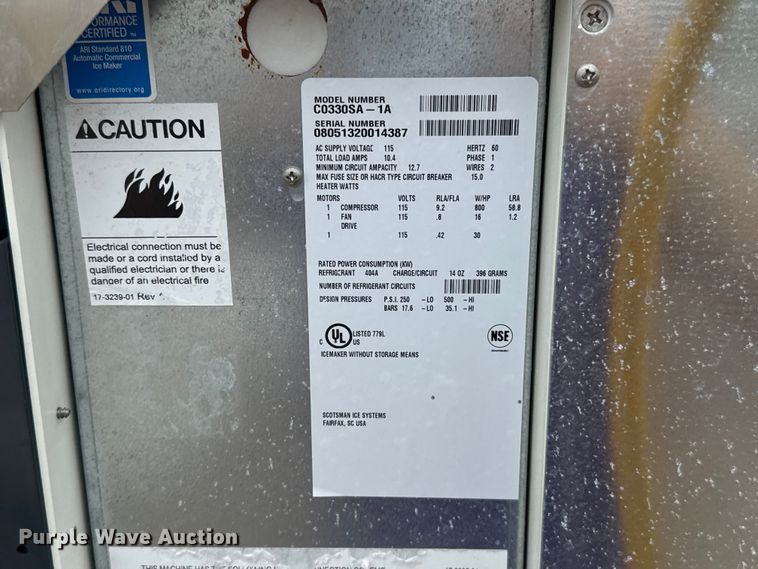 ARI
PERFORMANCE
CERTIFIED TM
ARI Standard 810
Automatic Commercial
Ice Maker
www.aridirectory.org
CAUTION
Electrical connection must be
made or a cord installed by a
qualified electrician or there is
danger of an electrical fire
17-3239-01 Rev
MODEL NUMBER
C0330SA – 1A
SERIAL NUMBER
08051320014387
AC SUPPLY VOLTAGE 115 HERTZ 60
TOTAL LOAD AMPS 10.4 PHASE 1
MINIMUM CIRCUIT AMPACITY 12.7 WIRES 2
MAX FUSE SIZE OR HACR TYPE CIRCUIT BREAKER 15.0
HEATER WATTS
MOTORS VOLTS RLA/FLA W/HP LRA
1 COMPRESSOR 115 9.2 800 58.8
1 FAN 115 .8 16 1.2
DRIVE
1 115 .42 30
RATED POWER CONSUMPTION (KW)
REFRIGERANT 404A CHARGE/CIRCUIT 14 OZ 396 GRAMS
NUMBER OF REFRIGERANT CIRCUITS
DESIGN PRESSURES P.S.I. 250 – LO 500 – HI
BARS 17.6 – LO 35.1 – HI
C UL US LISTED 779L
NSF
ICEMAKER WITHOUT STORAGE MEANS
SCOTSMAN ICE SYSTEMS
FAIRFAX, SC USA
Purple Wave Auction